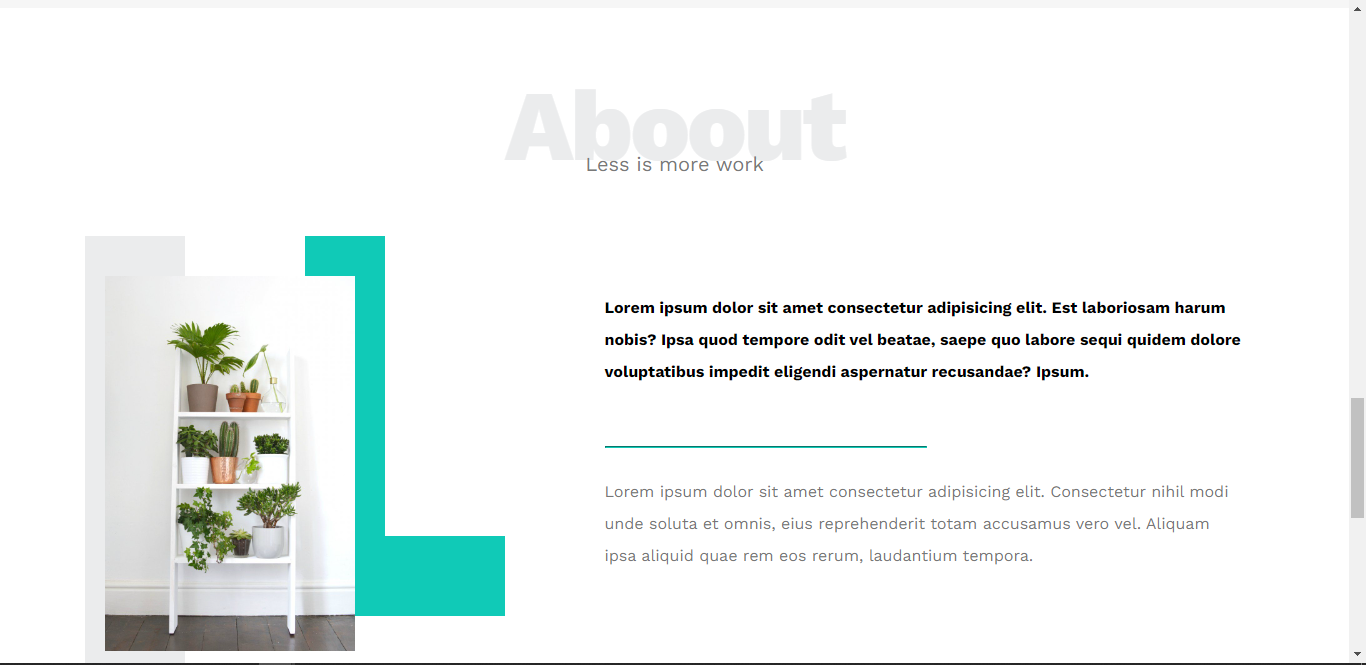 Aboout
Less is more work
Lorem ipsum dolor sit amet consectetur adipisicing elit. Est laboriosam harum
nobis? Ipsa quod tempore odit vel beatae, saepe quo labore sequi quidem dolore
voluptatibus impedit eligendi aspernatur recusandae? Ipsum.
Lorem ipsum dolor sit amet consectetur adipisicing elit. Consectetur nihil modi
unde soluta et omnis, eius reprehenderit totam accusamus vero vel. Aliquam
ipsa aliquid quae rem eos rerum, laudantium tempora.